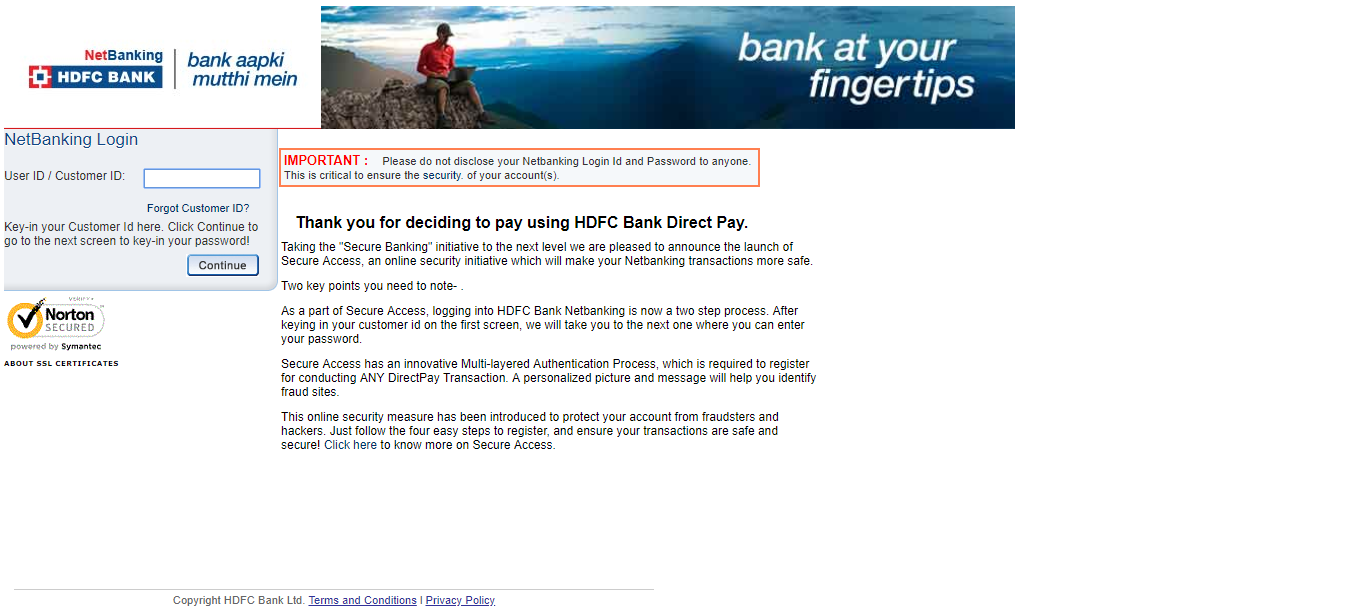 NetBanking
HDFC BANK
bank aapki
mutthi mein
bank at your
fingertips
NetBanking Login
User ID / Customer ID:
Forgot Customer ID?
Key-in your Customer Id here. Click Continue to
go to the next screen to key-in your password!
Continue
VERIFY
Norton
SECURED
powered by Symantec
ABOUT SSL CERTIFICATES
IMPORTANT : Please do not disclose your Netbanking Login Id and Password to anyone.
This is critical to ensure the security. of your account(s).
Thank you for deciding to pay using HDFC Bank Direct Pay.
Taking the "Secure Banking" initiative to the next level we are pleased to announce the launch of
Secure Access, an online security initiative which will make your Netbanking transactions more safe.
Two key points you need to note- .
As a part of Secure Access, logging into HDFC Bank Netbanking is now a two step process. After
keying in your customer id on the first screen, we will take you to the next one where you can enter
your password.
Secure Access has an innovative Multi-layered Authentication Process, which is required to register
for conducting ANY DirectPay Transaction. A personalized picture and message will help you identify
fraud sites.
This online security measure has been introduced to protect your account from fraudsters and
hackers. Just follow the four easy steps to register, and ensure your transactions are safe and
secure! Click here to know more on Secure Access.
Copyright HDFC Bank Ltd. Terms and Conditions I Privacy Policy